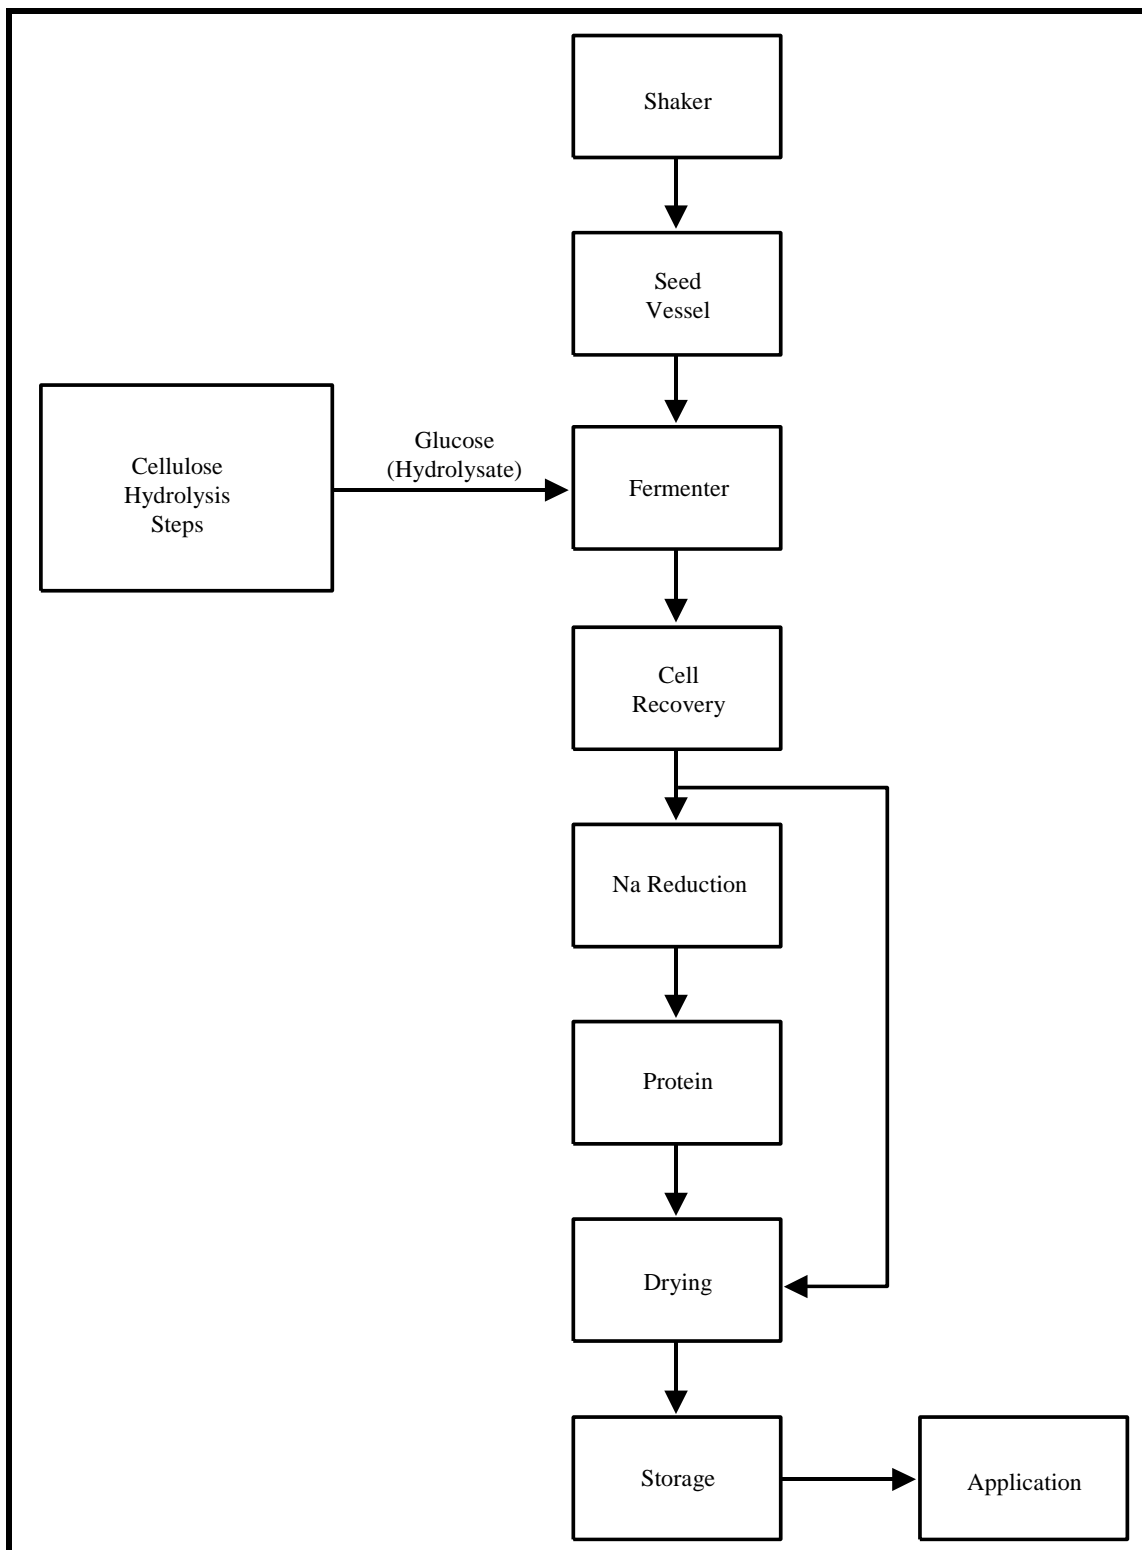 Shaker
Seed
Vessel
Glucose
(Hydrolysate)
Cellulose
Hydrolysis
Steps
Fermenter
Cell
Recovery
Na Reduction
Protein
Drying
Storage
Application